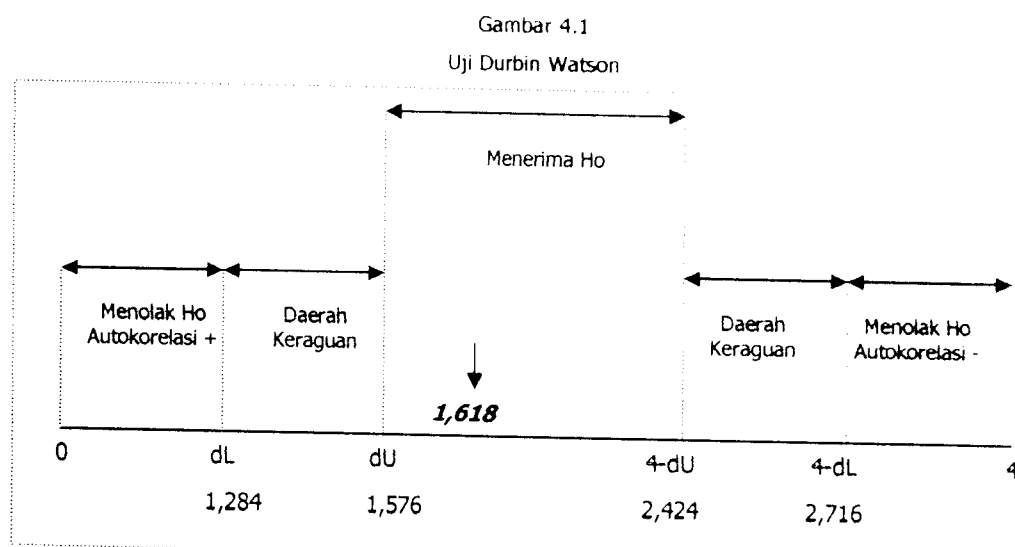 Gambar 4.1
Uji Durbin Watson
Menerima Ho
Menolak Ho
Autokorelasi +
Daerah
Keraguan
Daerah
Keraguan
Menolak Ho
Autokorelasi -
1,618
0 dL dU 4-dU 4-dL 4
1,284 1,576 2,424 2,716